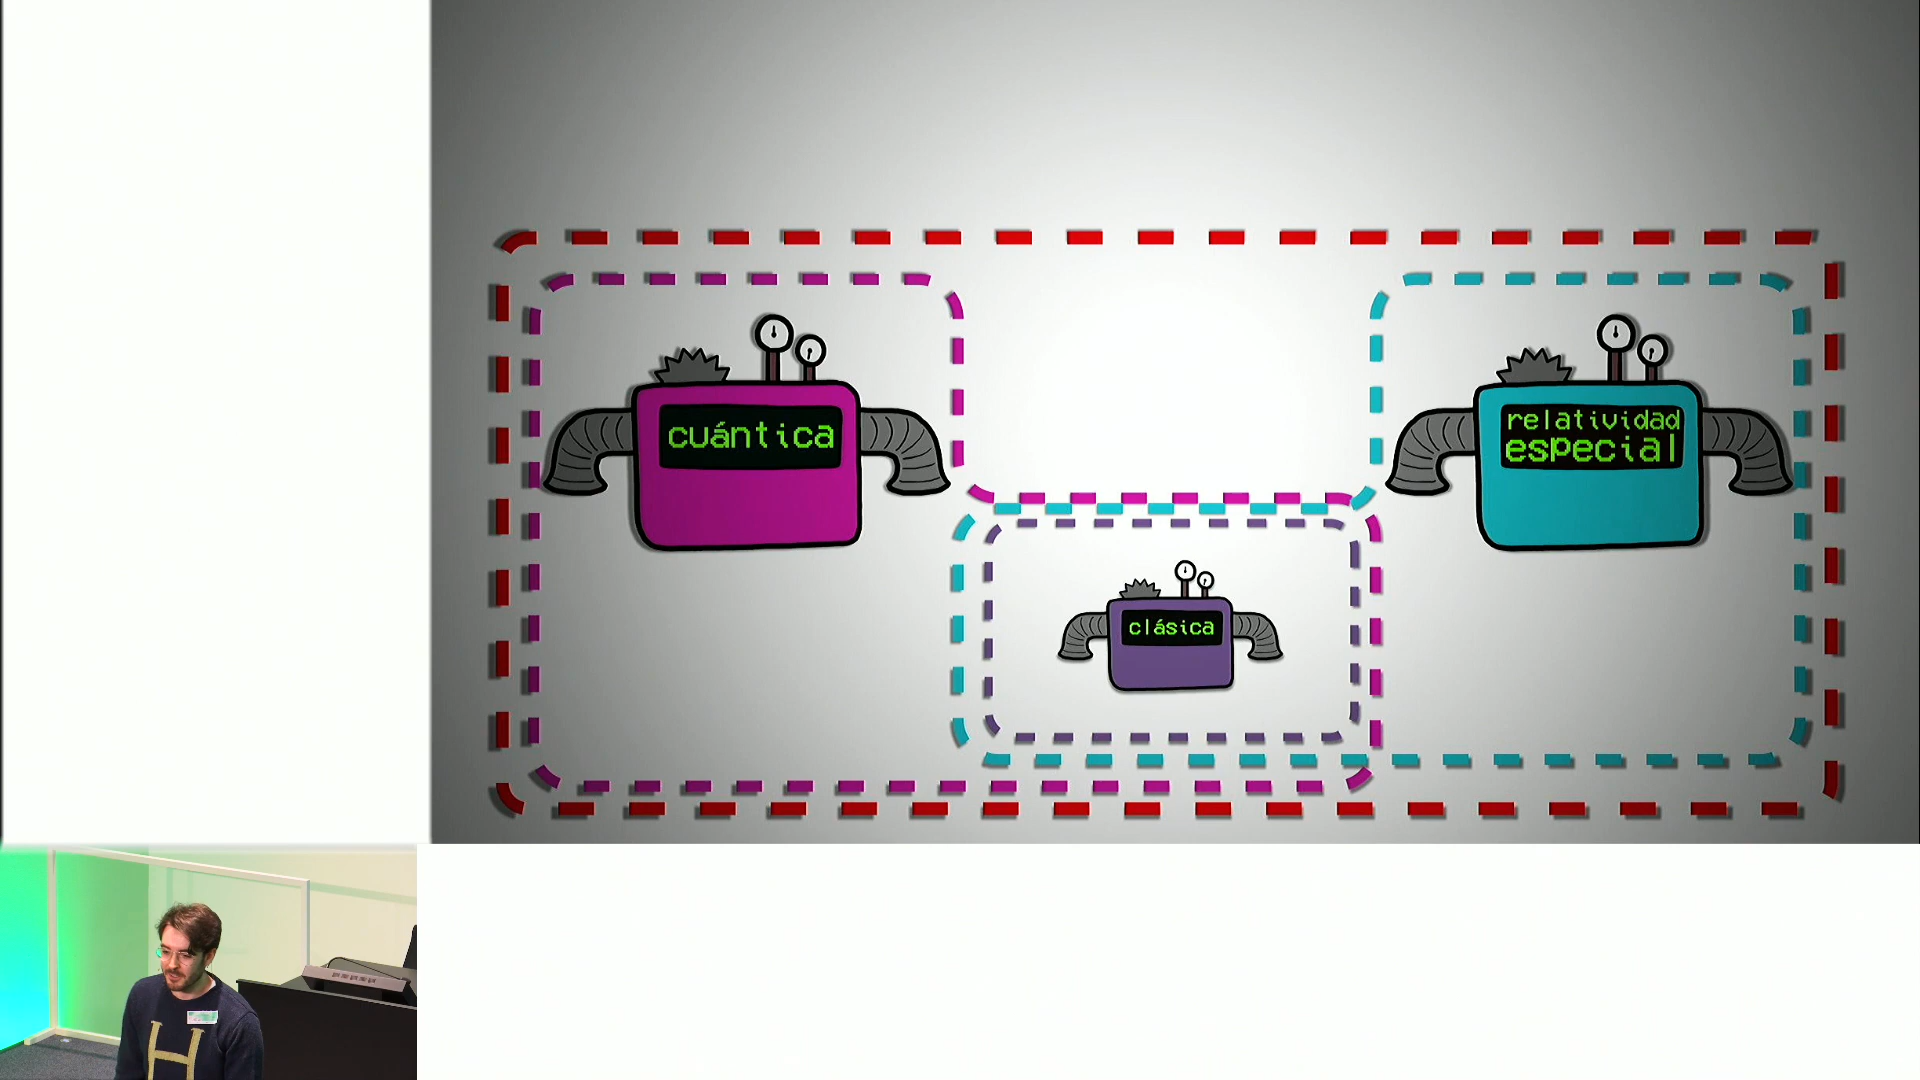 cuántica
relatividad
especial
clásica
H